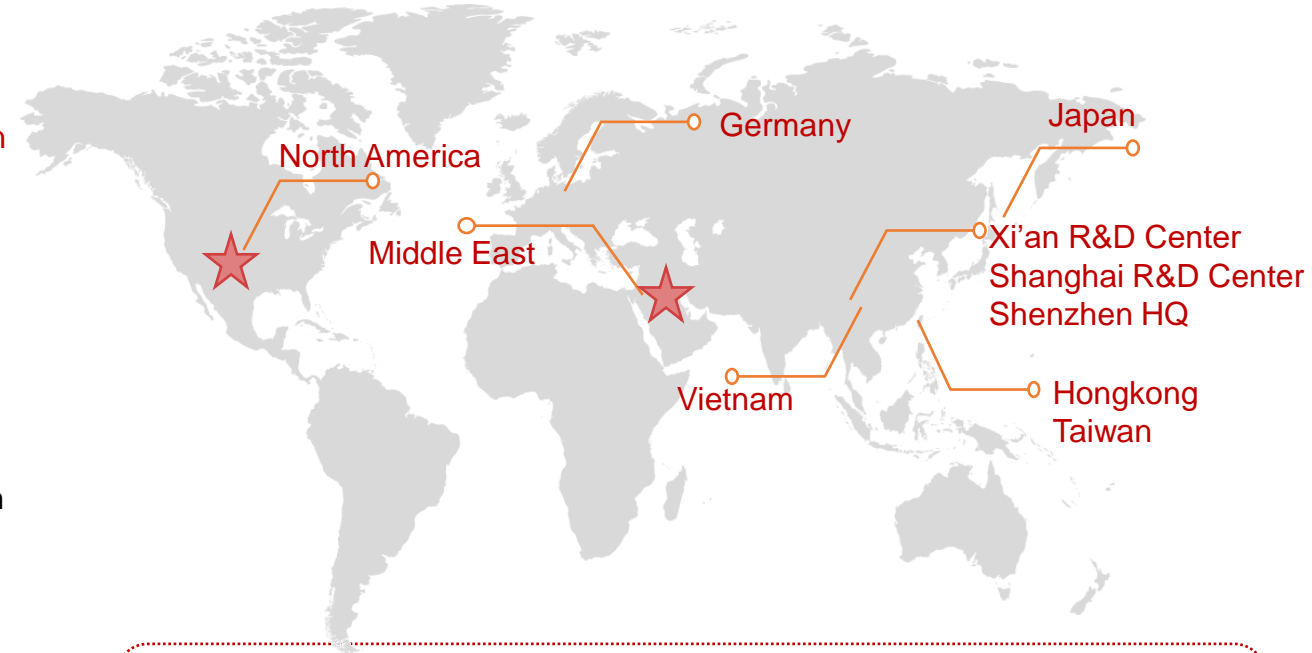 Japan
Germany
North America
Middle East
Xi’an R&D Center
Shanghai R&D Center
Shenzhen HQ
Vietnam
Hongkong
Taiwan